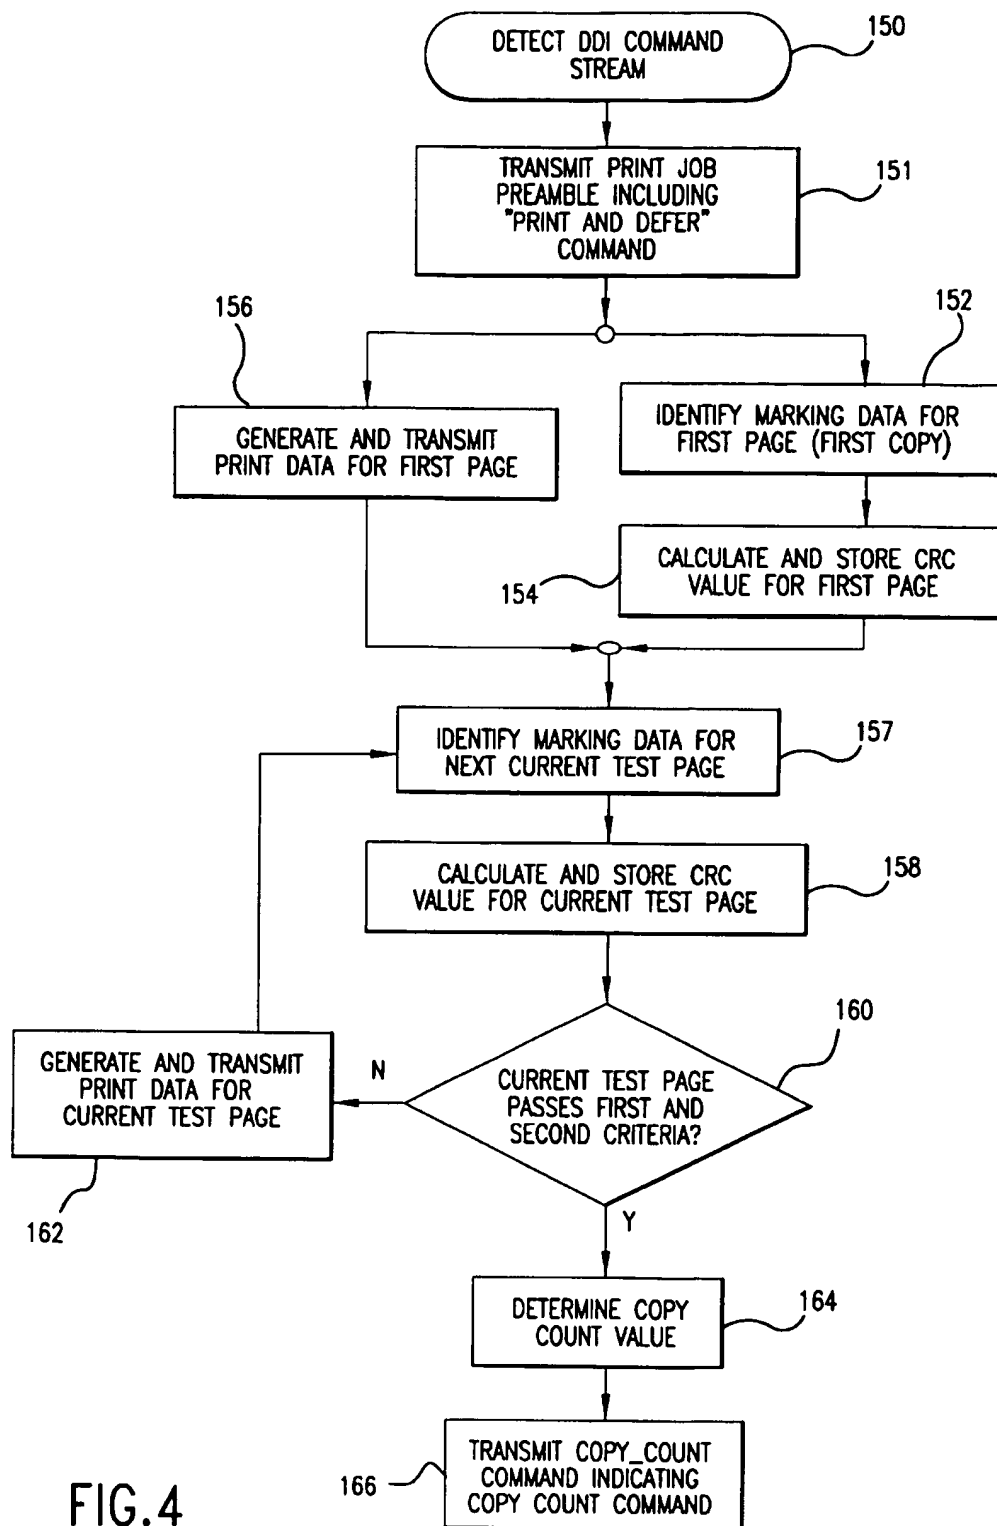 DETECT DDI COMMAND
STREAM
150
TRANSMIT PRINT JOB
PREAMBLE INCLUDING
"PRINT AND DEFER"
COMMAND
151
156
152
GENERATE AND TRANSMIT
PRINT DATA FOR FIRST PAGE
IDENTIFY MARKING DATA FOR
FIRST PAGE (FIRST COPY)
CALCULATE AND STORE CRC
VALUE FOR FIRST PAGE
154
IDENTIFY MARKING DATA FOR
NEXT CURRENT TEST PAGE
157
CALCULATE AND STORE CRC
VALUE FOR CURRENT TEST PAGE
158
160
CURRENT TEST PAGE
PASSES FIRST AND
SECOND CRITERIA?
N
GENERATE AND TRANSMIT
PRINT DATA FOR
CURRENT TEST PAGE
162
Y
DETERMINE COPY
COUNT VALUE
164
TRANSMIT COPY_COUNT
COMMAND INDICATING
COPY COUNT COMMAND
166
FIG.4